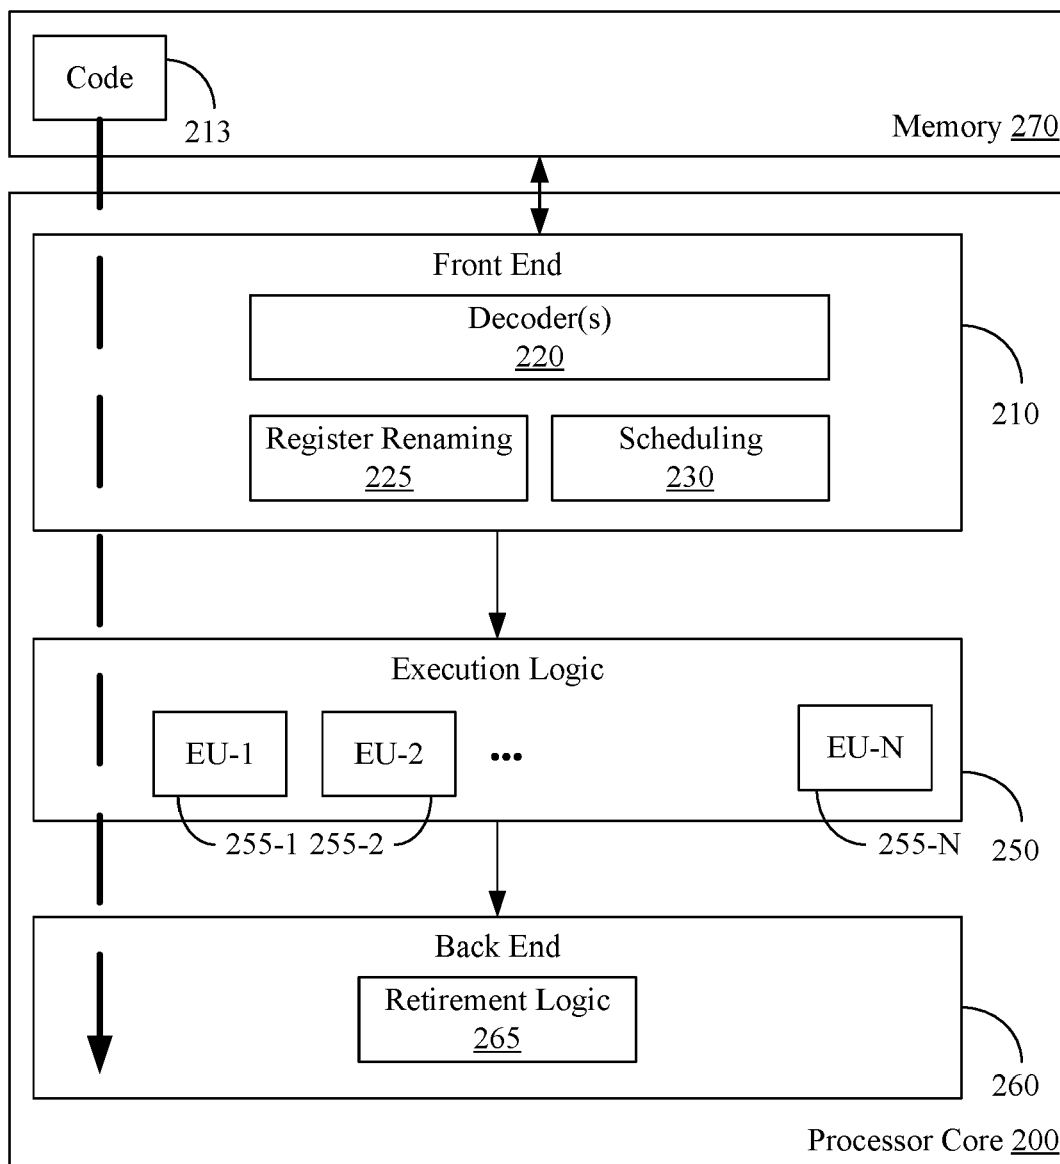 Code
213
Memory 270
Front End
Decoder(s)
220
210
Register Renaming
225
Scheduling
230
Execution Logic
EU-1
EU-2
...
EU-N
255-1
255-2
255-N
250
Back End
Retirement Logic
265
260
Processor Core 200